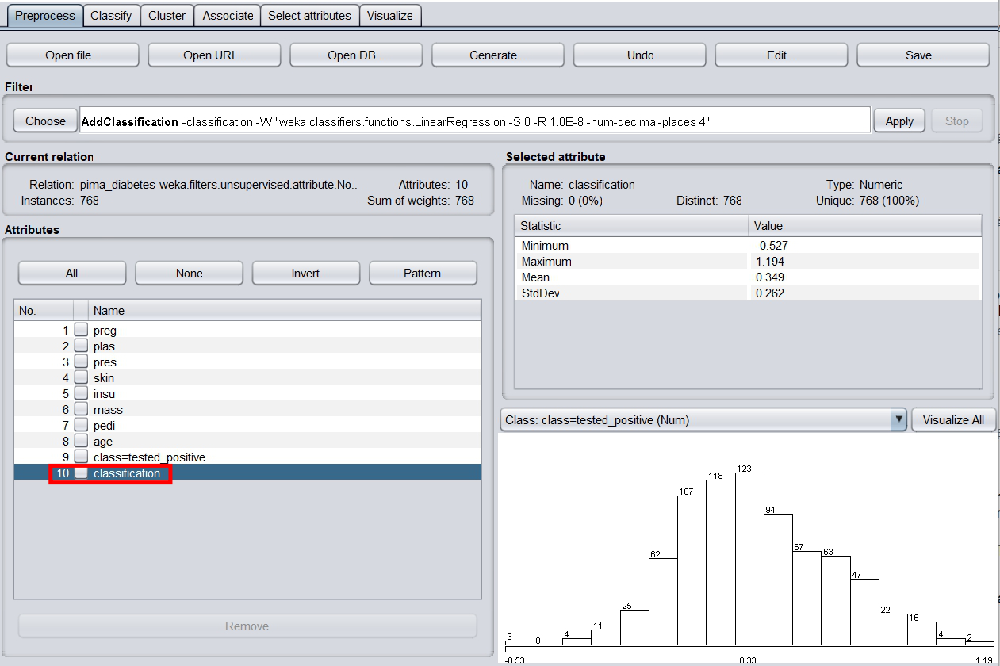 Preprocess Classify Cluster Associate Select attributes Visualize
Open file... Open URL... Open DB... Generate... Undo Edit... Save...
Filter
Choose AddClassification -classification -W "weka.classifiers.functions.LinearRegression -S 0 -R 1.0E-8 -num-decimal-places 4" Apply Stop
Current relation
Relation: pima_diabetes-weka.filters.unsupervised.attribute.No.. Attributes: 10
Instances: 768 Sum of weights: 768
Attributes
All None Invert Pattern
No. Name
1 preg
2 plas
3 pres
4 skin
5 insu
6 mass
7 pedi
8 age
9 class=tested_positive
10 classification
Remove
Selected attribute
Name: classification Type: Numeric
Missing: 0 (0%) Distinct: 768 Unique: 768 (100%)
Statistic Value
Minimum -0.527
Maximum 1.194
Mean 0.349
StdDev 0.262
Class: class=tested_positive (Num) Visualize All
3 0 4 11 25 62 107 118 123 94 67 63 47 22 16 4 2
-0.53 0.33 1.19